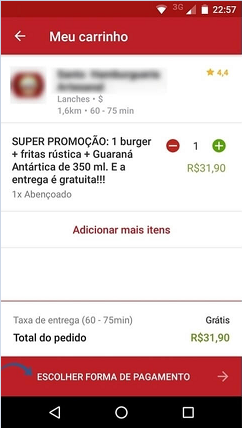 3G 22:57
Meu carrinho
4,4
Lanches • $
1,6km • 60 - 75 min
SUPER PROMOÇÃO: 1 burger
+ fritas rústica + Guaraná
Antártica de 350 ml. E a
entrega é gratuita!!!
1
R$31,90
1x Abençoado
Adicionar mais itens
Taxa de entrega (60 - 75min) Grátis
Total do pedido R$31,90
ESCOLHER FORMA DE PAGAMENTO